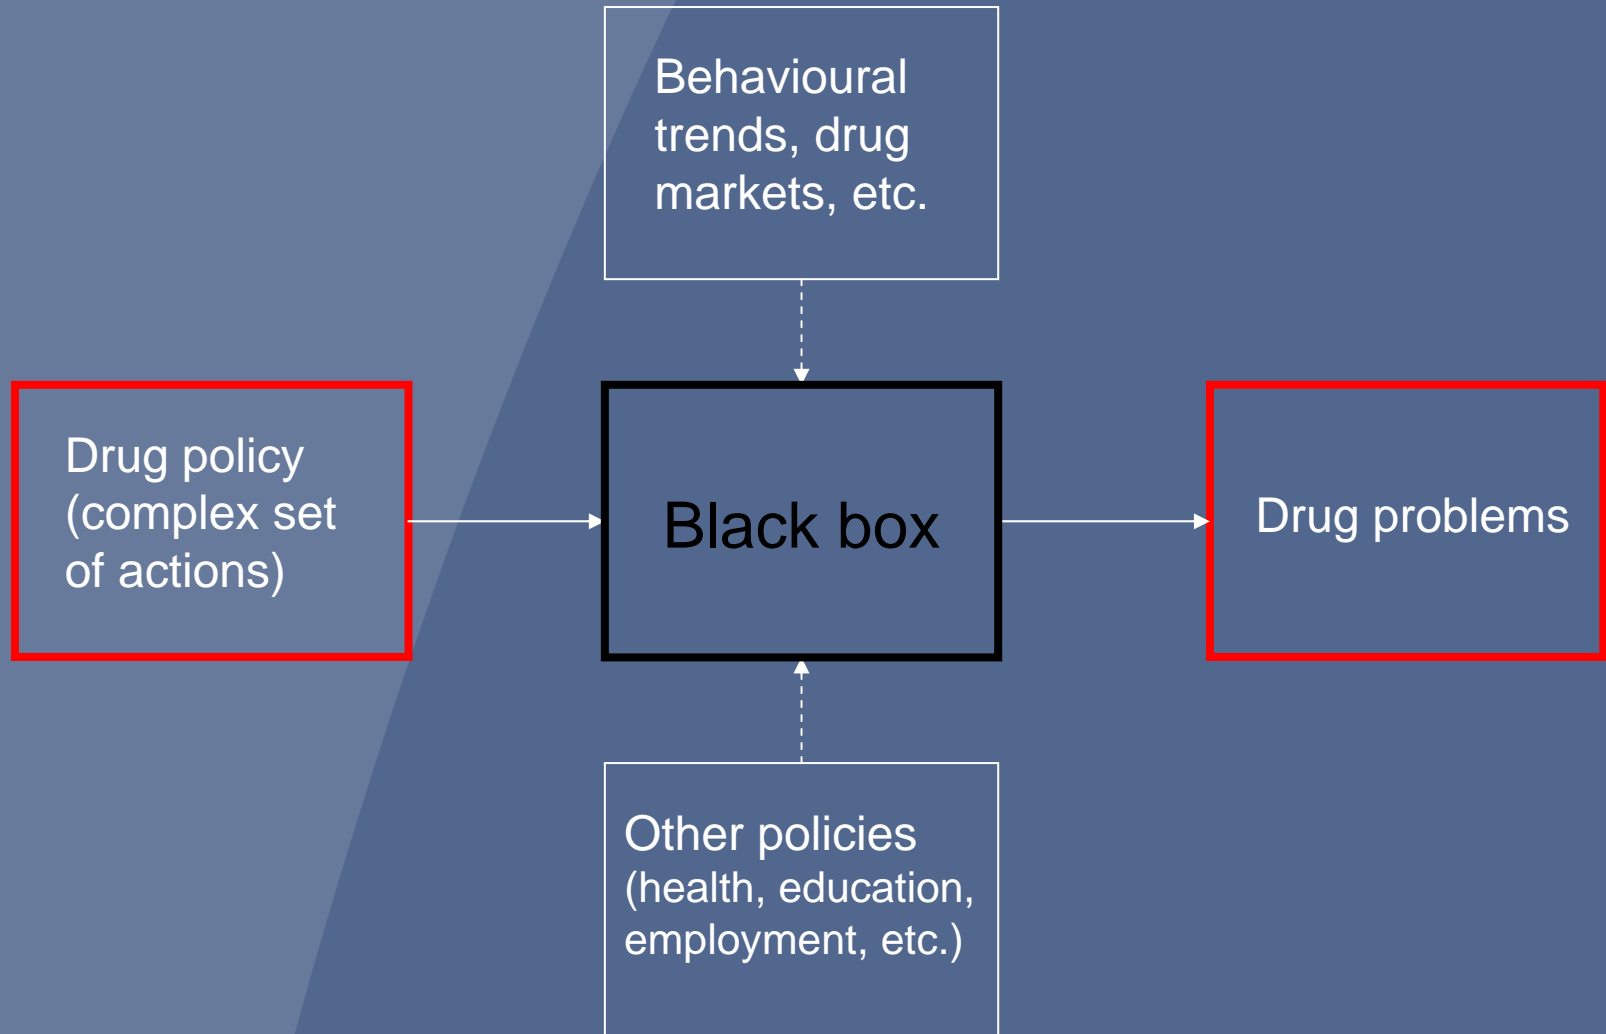 Behavioural
trends, drug
markets, etc.
Drug policy
(complex set
of actions)
Black box
Drug problems
Other policies
(health, education,
employment, etc.)